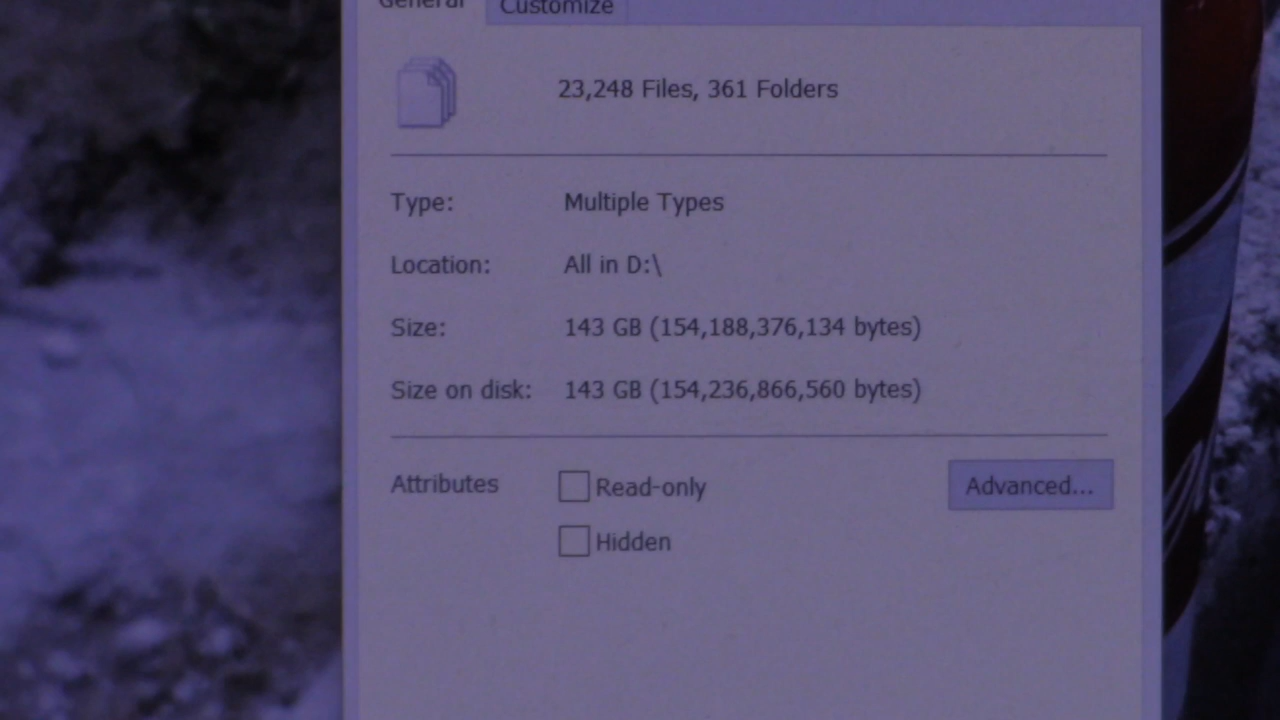 General Customize
23,248 Files, 361 Folders
Type: Multiple Types
Location: All in D:\
Size: 143 GB (154,188,376,134 bytes)
Size on disk: 143 GB (154,236,866,560 bytes)
Attributes Read-only Advanced...
Hidden